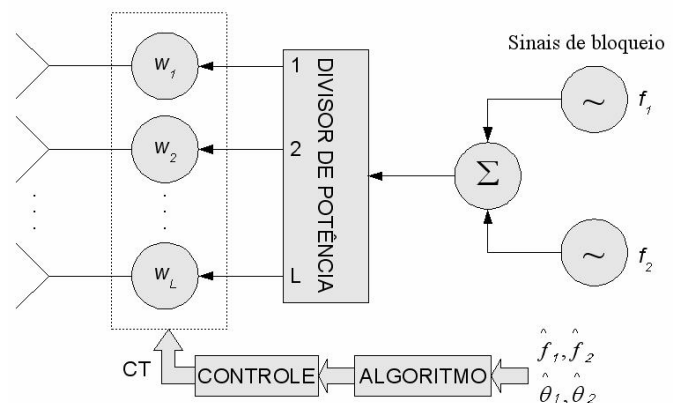 Sinais de bloqueio
w₁
1
DIVISOR DE POTÊNCIA
~
f₁
w₂
2
Σ
w_L
L
~
f₂
CT
CONTROLE
ALGORITMO
f̂₁, f̂₂
θ̂₁, θ̂₂